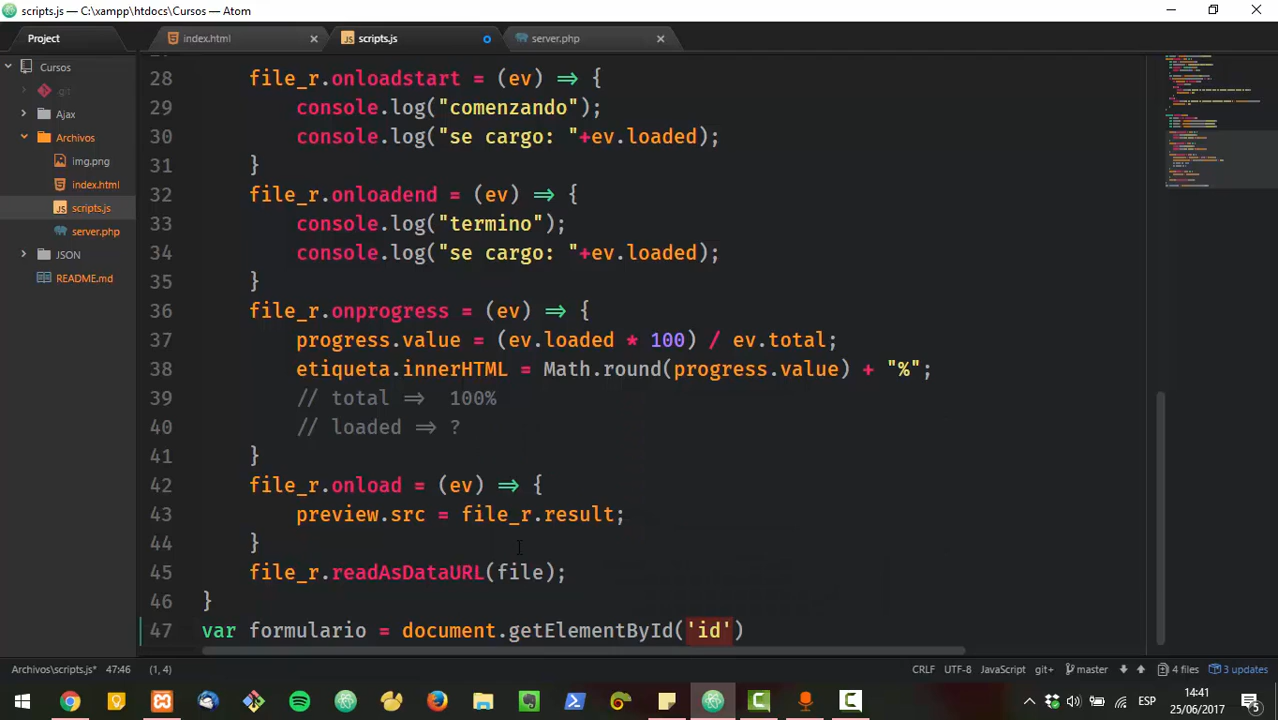 scripts.js — C:\xampp\htdocs\Cursos — Atom
Project
index.html
scripts.js
server.php
Cursos
.git
Ajax
Archivos
img.png
index.html
scripts.js
server.php
JSON
README.md
28 file_r.onloadstart = (ev) => {
29 console.log("comenzando");
30 console.log("se cargo: "+ev.loaded);
31 }
32 file_r.onloadend = (ev) => {
33 console.log("termino");
34 console.log("se cargo: "+ev.loaded);
35 }
36 file_r.onprogress = (ev) => {
37 progress.value = (ev.loaded * 100) / ev.total;
38 etiqueta.innerHTML = Math.round(progress.value) + "%";
39 // total => 100%
40 // loaded => ?
41 }
42 file_r.onload = (ev) => {
43 preview.src = file_r.result;
44 }
45 file_r.readAsDataURL(file);
46 }
47 var formulario = document.getElementById('id')
Archivos\scripts.js* 47:46 (1, 4) CRLF UTF-8 JavaScript git+ master 4 files 3 updates
ESP
14:41
25/06/2017
5